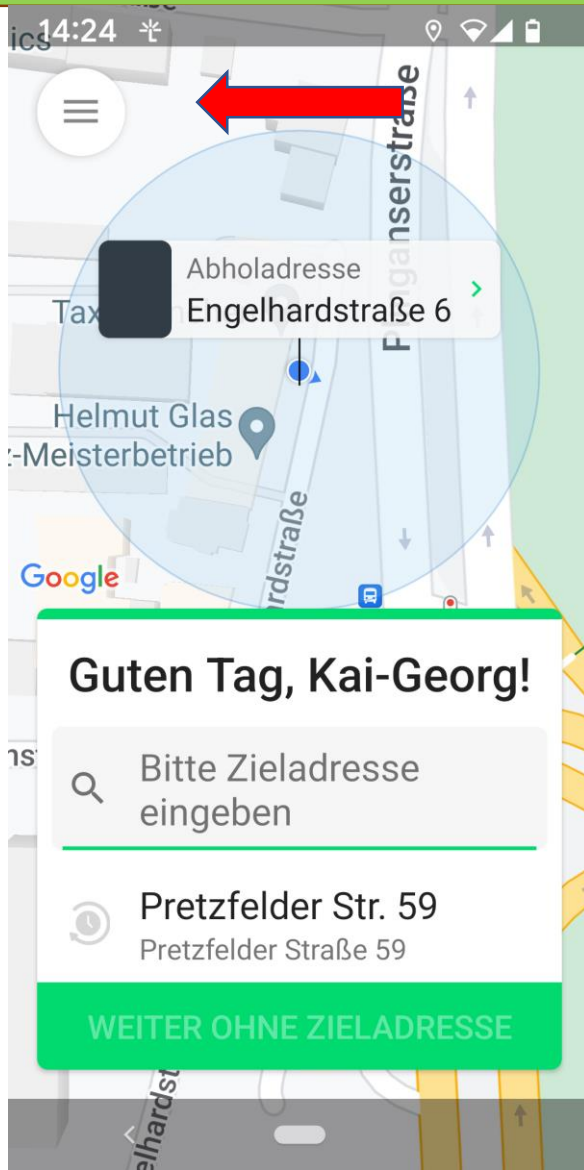 14:24
Abholadresse
Engelhardstraße 6
Helmut Glas
-Meisterbetrieb
Google
Guten Tag, Kai-Georg!
Bitte Zieladresse
eingeben
Pretzfelder Str. 59
Pretzfelder Straße 59
WEITER OHNE ZIELADRESSE